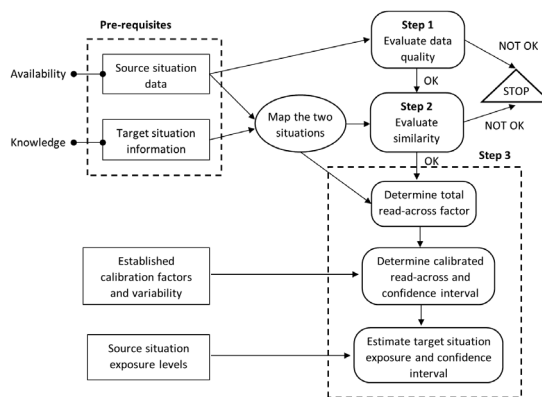 Pre-requisites
Availability
Source situation
data
Knowledge
Target situation
information
Map the two
situations
Step 1
Evaluate data
quality
NOT OK
OK
STOP
Step 2
Evaluate
similarity
NOT OK
OK
Step 3
Determine total
read-across factor
Established
calibration factors
and variability
Determine calibrated
read-across and
confidence interval
Source situation
exposure levels
Estimate target situation
exposure and confidence
interval